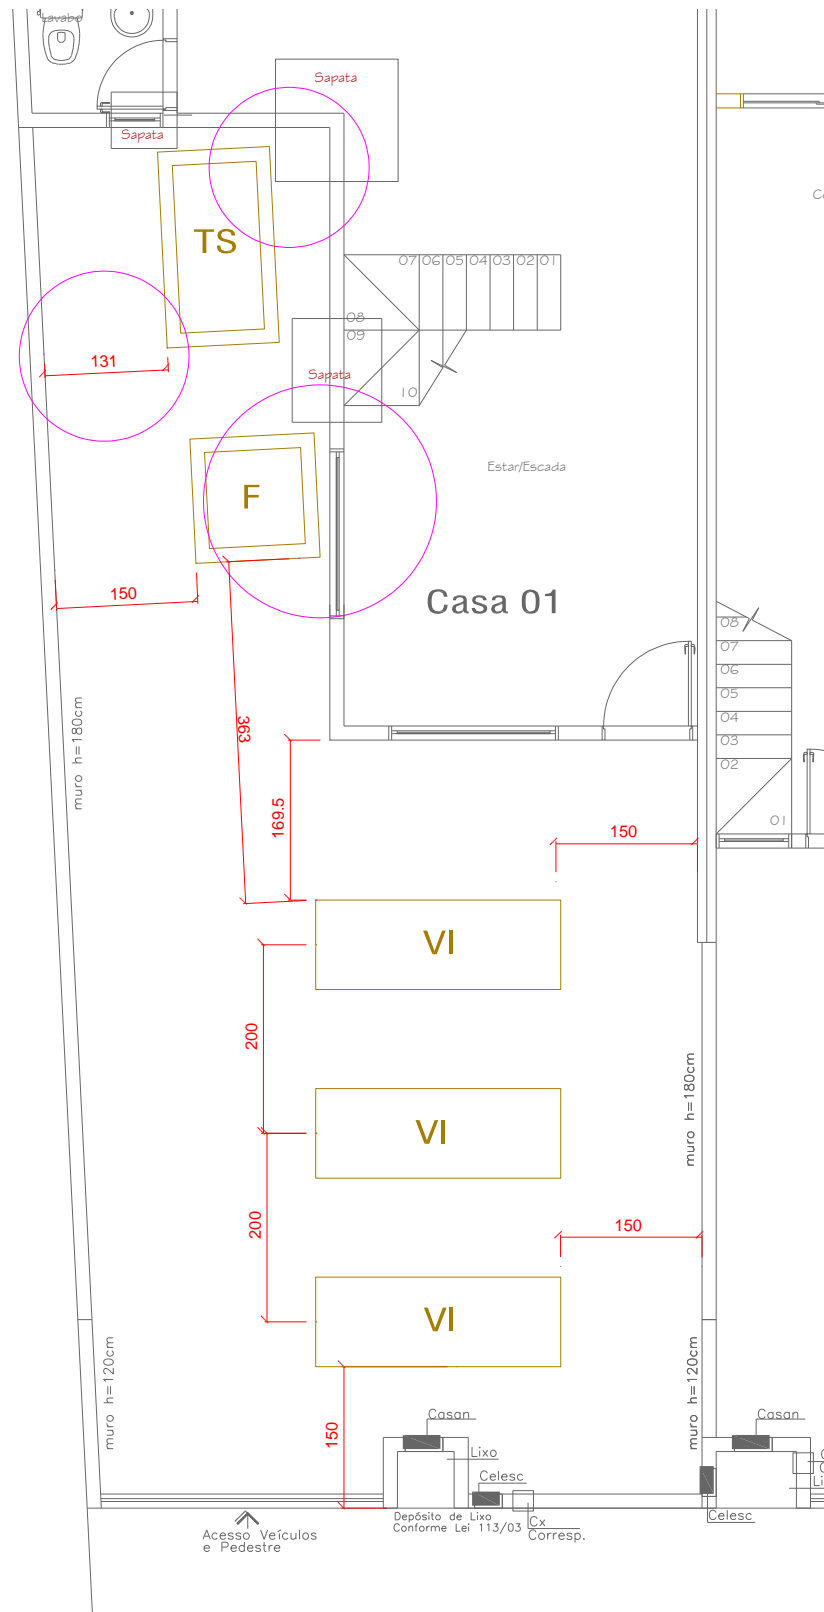 Lavabo
Sapata
Sapata
TS
07 06 05 04 03 02 01
08
09
10
131
Sapata
F
Estar/Escada
150
Casa 01
08
07
06
05
04
03
02
01
muro h=180cm
363
169.5
150
VI
200
VI
muro h=180cm
200
150
VI
muro h=120cm
muro h=120cm
150
Casan
Casan
Lixo
Celesc
Celesc
Depósito de Lixo
Conforme Lei 113/03
Cx
Corresp.
Acesso Veículos
e Pedestre